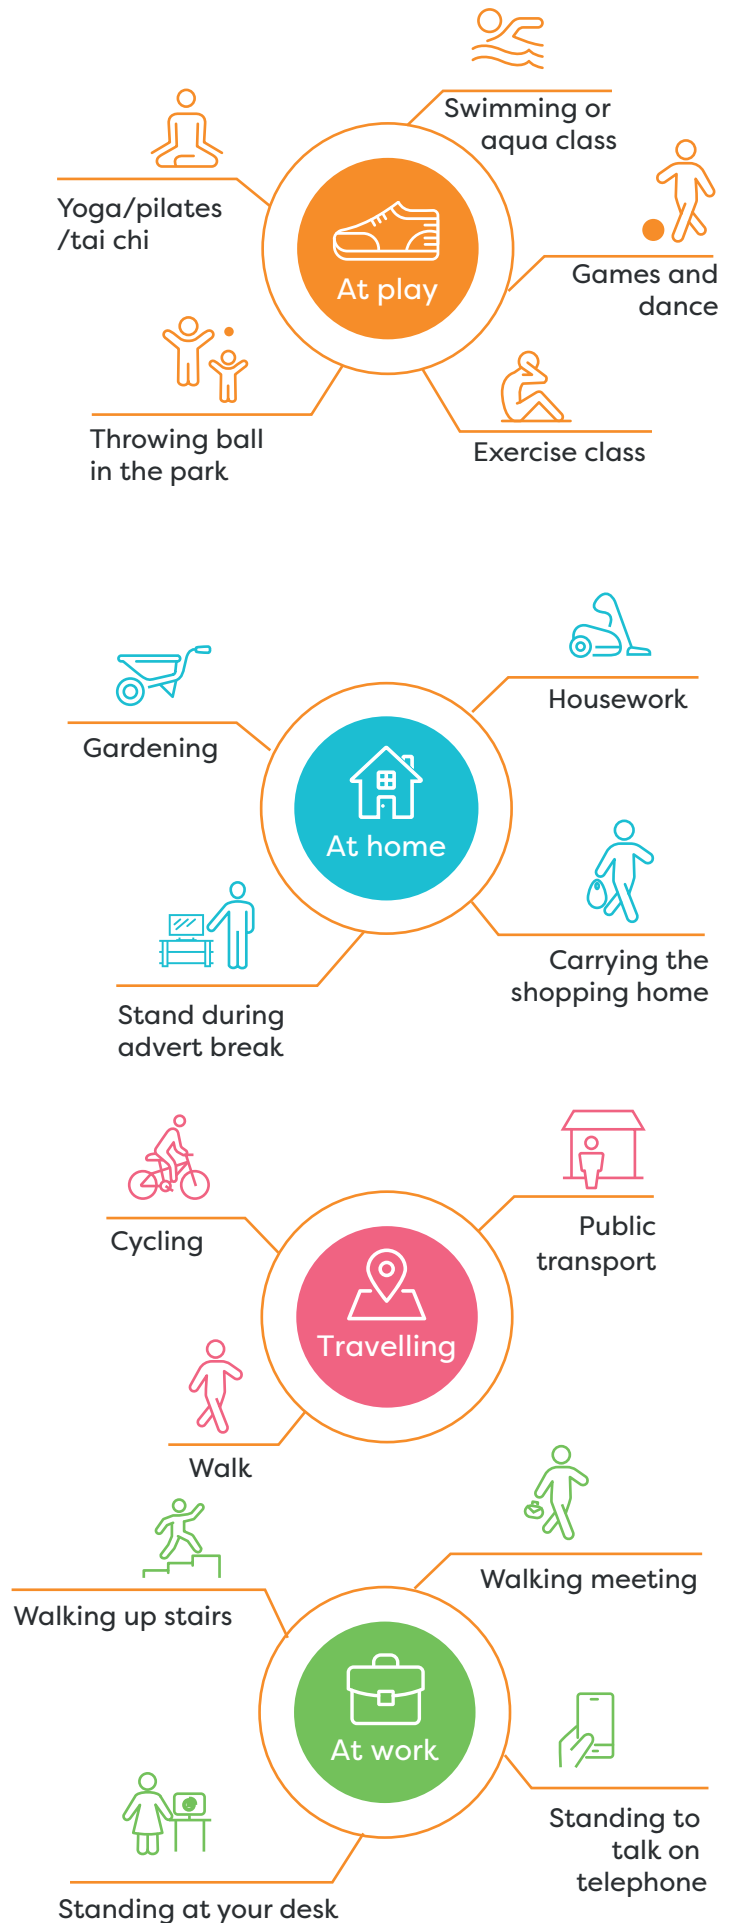 Swimming or
aqua class
Yoga/pilates
/tai chi
At play
Games and
dance
Throwing ball
in the park
Exercise class
Housework
Gardening
At home
Carrying the
shopping home
Stand during
advert break
Cycling
Public
transport
Travelling
Walk
Walking meeting
Walking up stairs
At work
Standing to
talk on
telephone
Standing at your desk